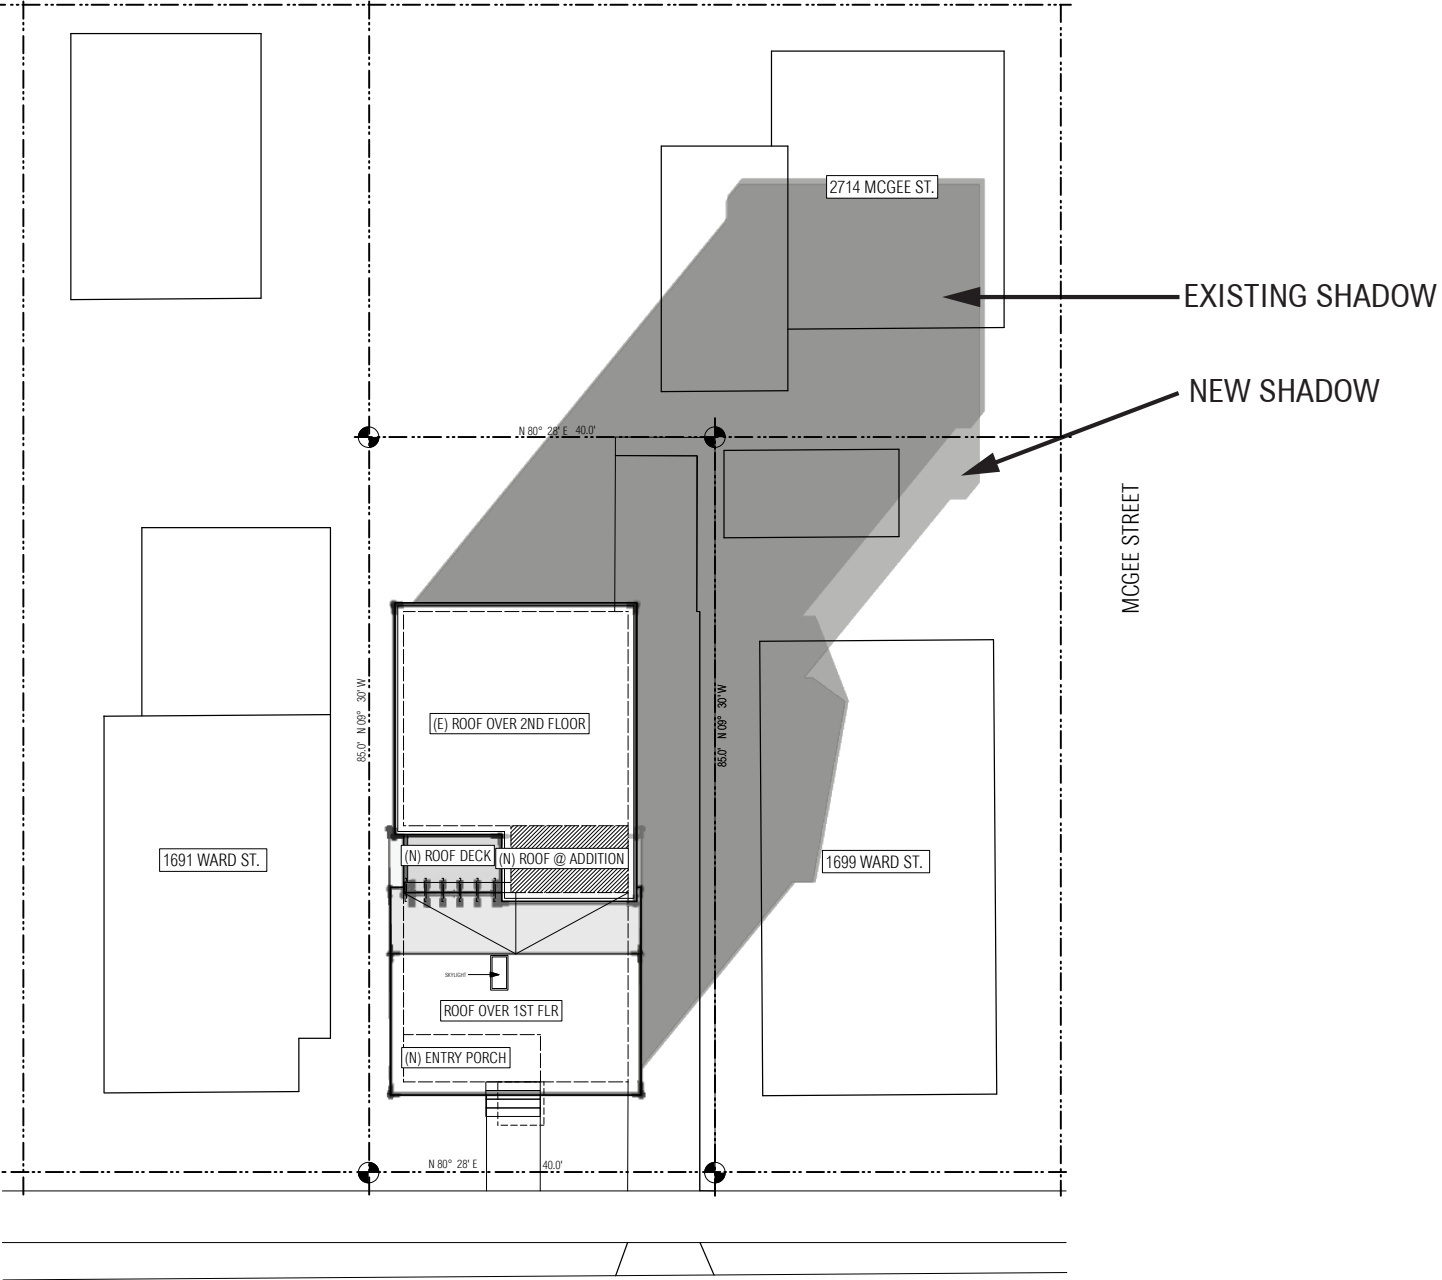 2714 MCGEE ST.
EXISTING SHADOW
NEW SHADOW
N 80° 28' E 40.0'
MCGEE STREET
85.0' N 09° 30' W
85.0' N 09° 30' W
(E) ROOF OVER 2ND FLOOR
1691 WARD ST.
(N) ROOF DECK
(N) ROOF @ ADDITION
1699 WARD ST.
SKYLIGHT
ROOF OVER 1ST FLR
(N) ENTRY PORCH
N 80° 28' E 40.0'